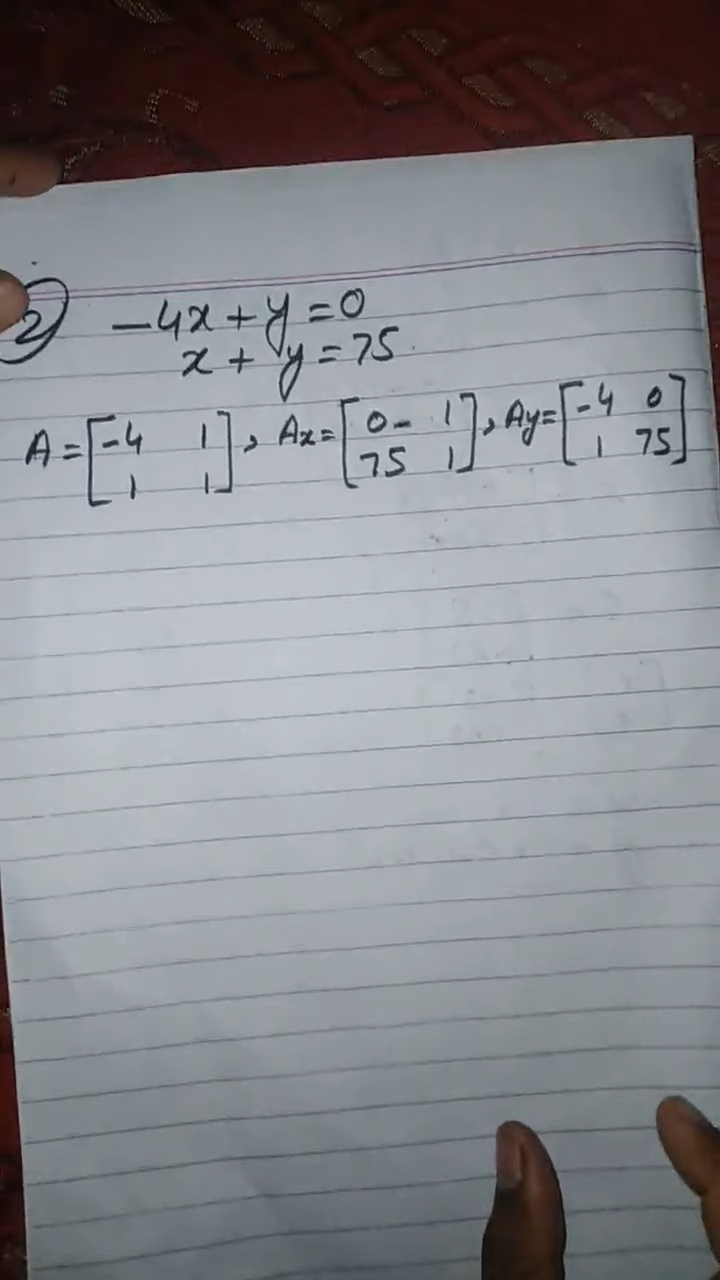 2) -4x + y = 0
x + y = 75.
A = [-4 1], Ax = [0- 1], Ay = [-4 0]
[1 1] [75 1] [1 75]